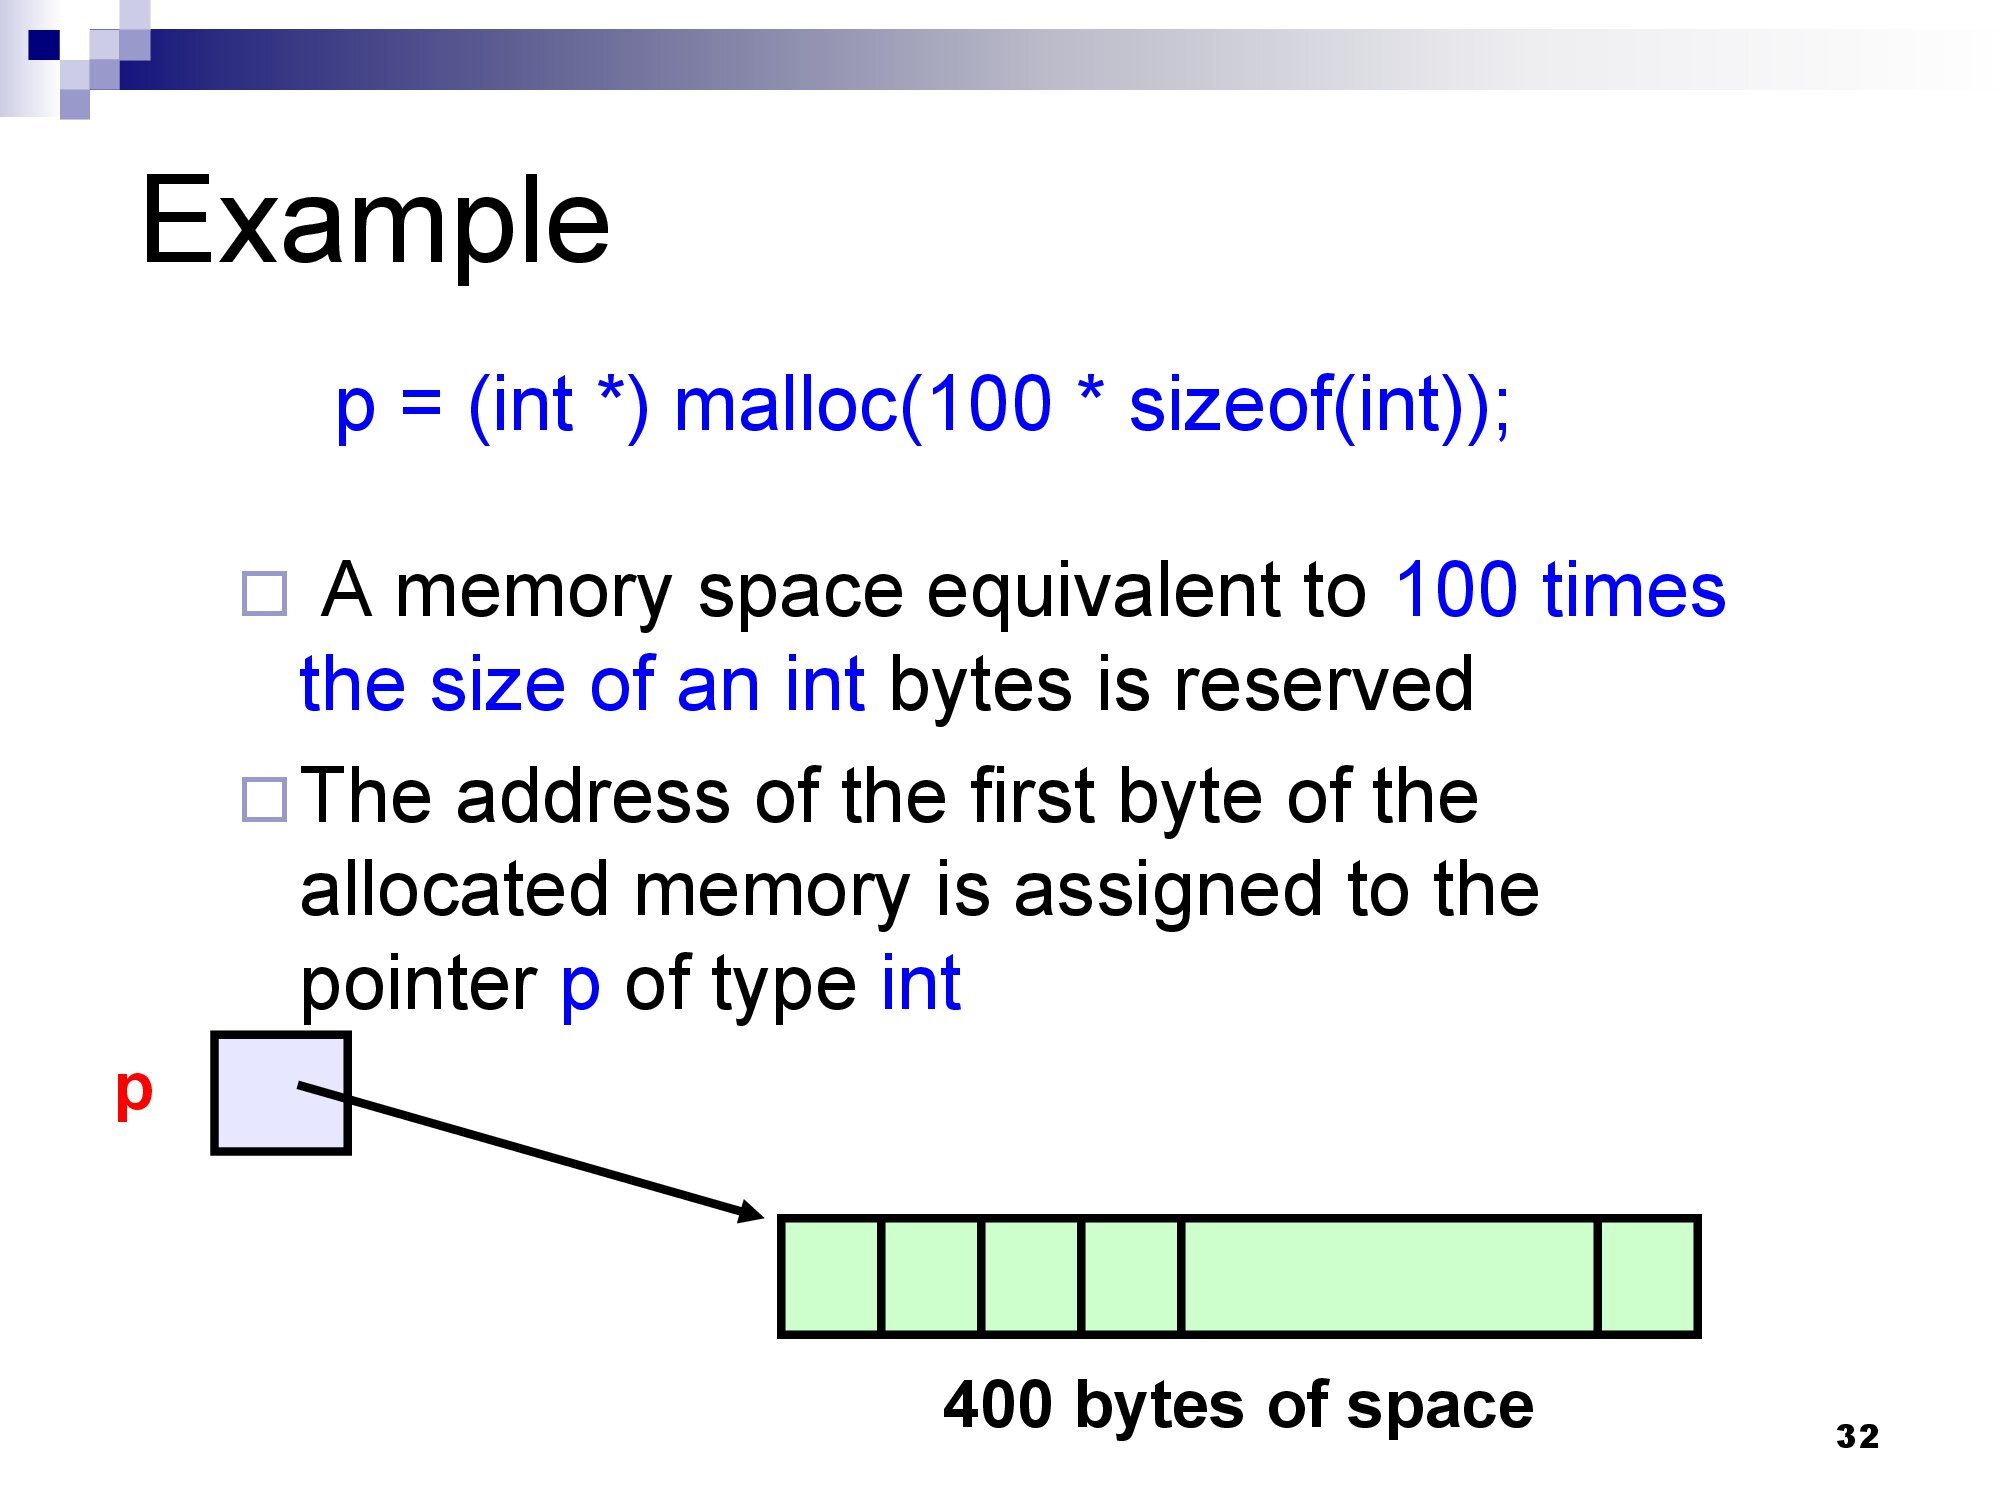 Example
p = (int *) malloc(100 * sizeof(int));
A memory space equivalent to 100 times
the size of an int bytes is reserved
The address of the first byte of the
allocated memory is assigned to the
pointer p of type int
p
400 bytes of space
32